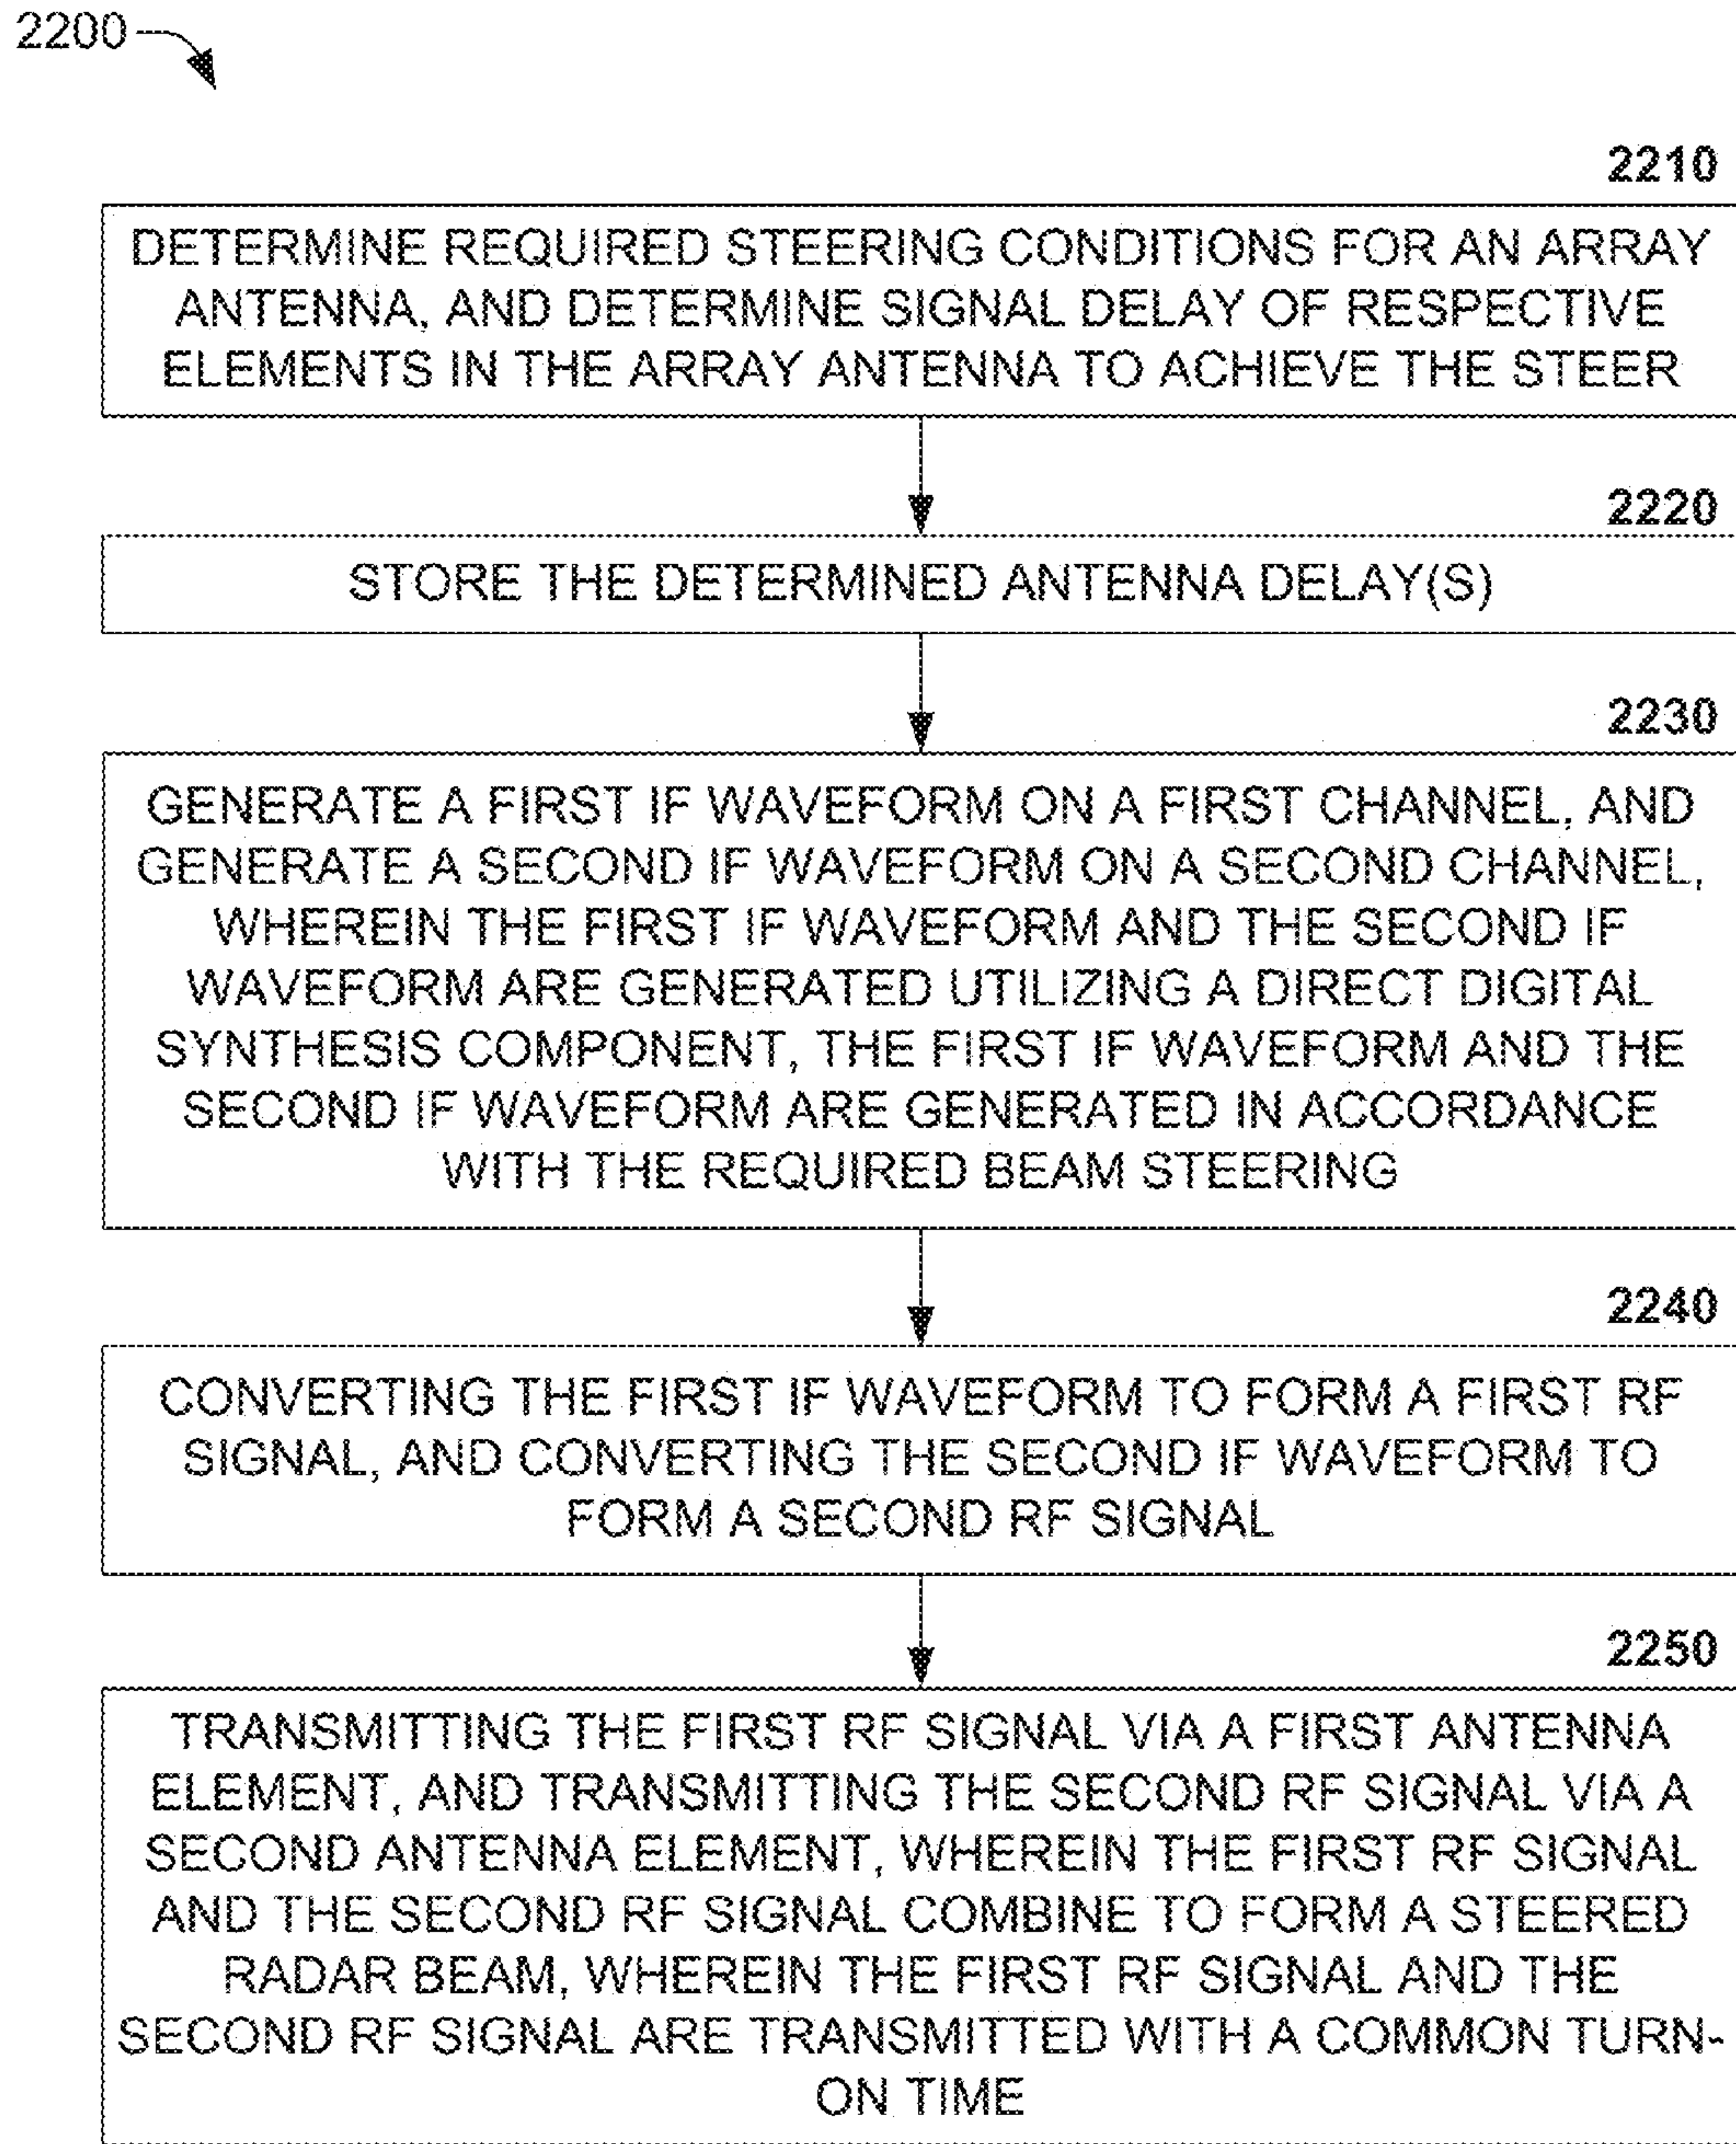 2200
2210
DETERMINE REQUIRED STEERING CONDITIONS FOR AN ARRAY
ANTENNA, AND DETERMINE SIGNAL DELAY OF RESPECTIVE
ELEMENTS IN THE ARRAY ANTENNA TO ACHIEVE THE STEER
2220
STORE THE DETERMINED ANTENNA DELAY(S)
2230
GENERATE A FIRST IF WAVEFORM ON A FIRST CHANNEL, AND
GENERATE A SECOND IF WAVEFORM ON A SECOND CHANNEL,
WHEREIN THE FIRST IF WAVEFORM AND THE SECOND IF
WAVEFORM ARE GENERATED UTILIZING A DIRECT DIGITAL
SYNTHESIS COMPONENT, THE FIRST IF WAVEFORM AND THE
SECOND IF WAVEFORM ARE GENERATED IN ACCORDANCE
WITH THE REQUIRED BEAM STEERING
2240
CONVERTING THE FIRST IF WAVEFORM TO FORM A FIRST RF
SIGNAL, AND CONVERTING THE SECOND IF WAVEFORM TO
FORM A SECOND RF SIGNAL
2250
TRANSMITTING THE FIRST RF SIGNAL VIA A FIRST ANTENNA
ELEMENT, AND TRANSMITTING THE SECOND RF SIGNAL VIA A
SECOND ANTENNA ELEMENT, WHEREIN THE FIRST RF SIGNAL
AND THE SECOND RF SIGNAL COMBINE TO FORM A STEERED
RADAR BEAM, WHEREIN THE FIRST RF SIGNAL AND THE
SECOND RF SIGNAL ARE TRANSMITTED WITH A COMMON TURN-
ON TIME